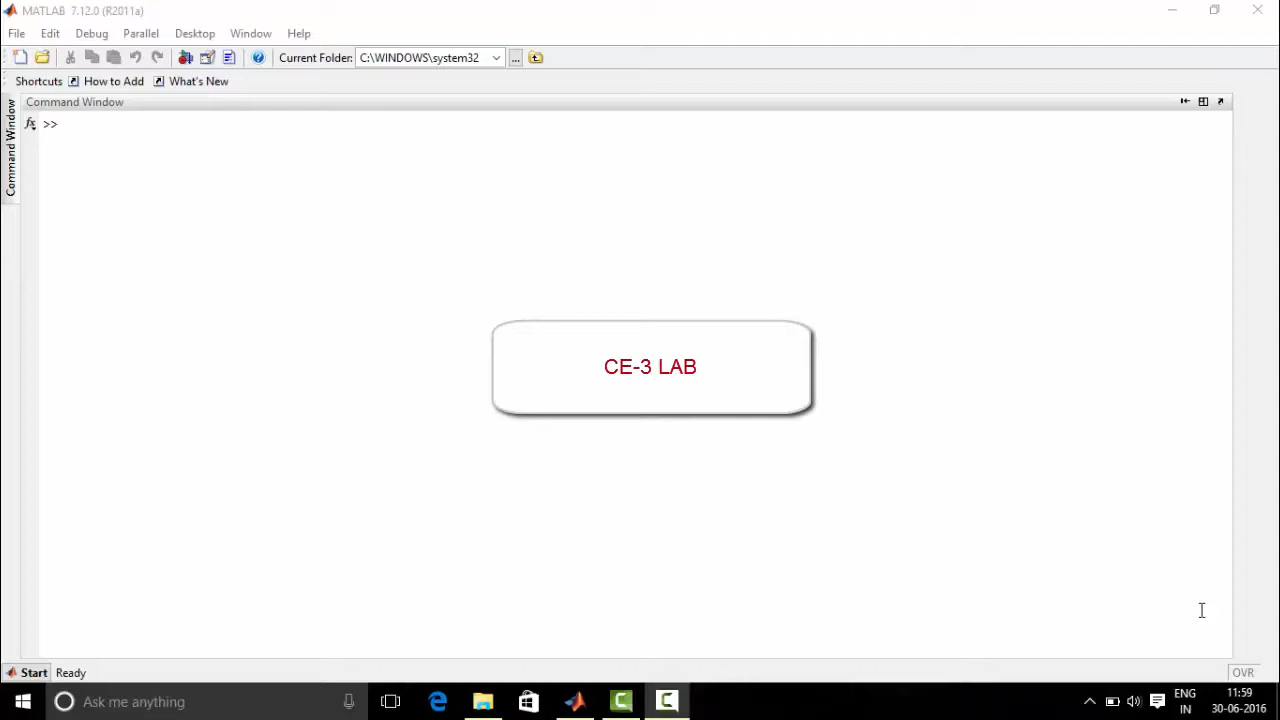 MATLAB 7.12.0 (R2011a)
File Edit Debug Parallel Desktop Window Help
Current Folder: C:\WINDOWS\system32 ...
Shortcuts How to Add What's New
Command Window
Command Window
fx >>
CE-3 LAB
Start Ready OVR
Ask me anything
ENG 11:59
IN 30-06-2016